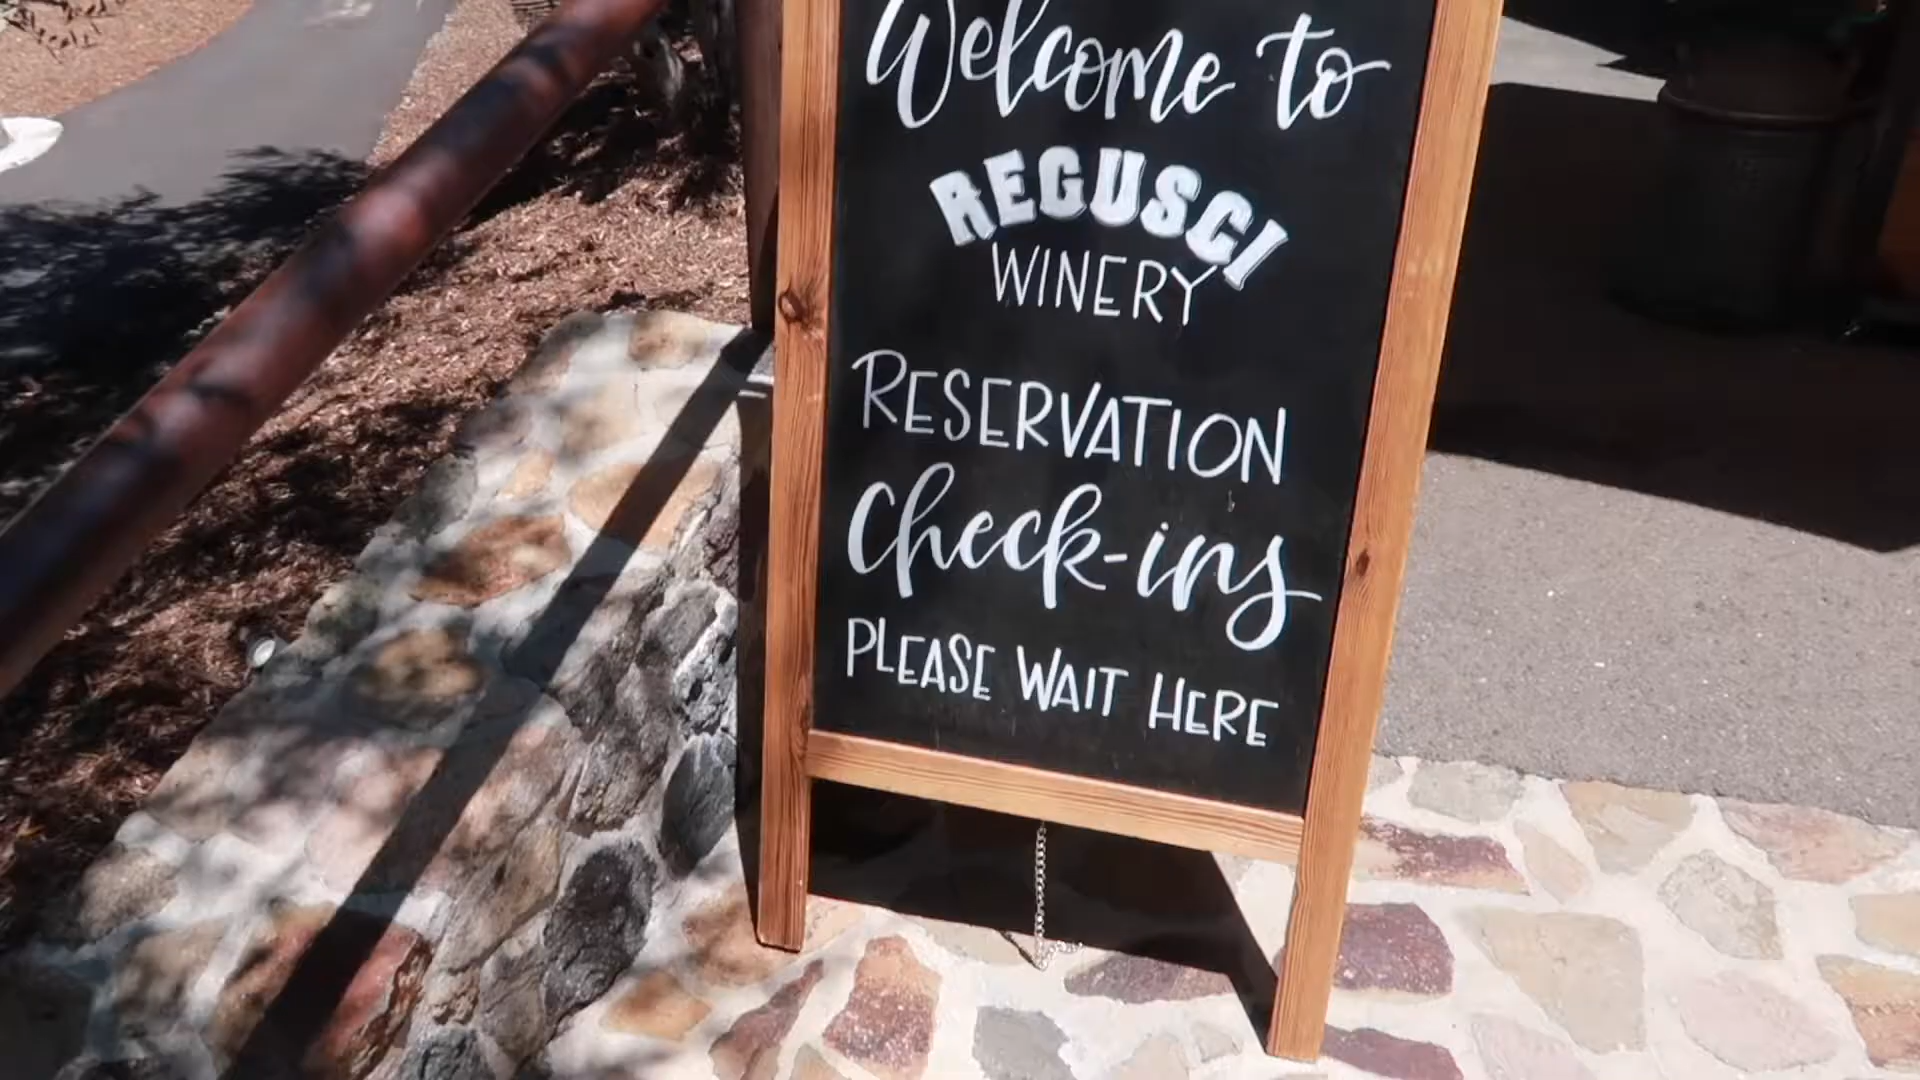 Welcome to
REGUSCI
WINERY
RESERVATION
Check-ins
PLEASE WAIT HERE